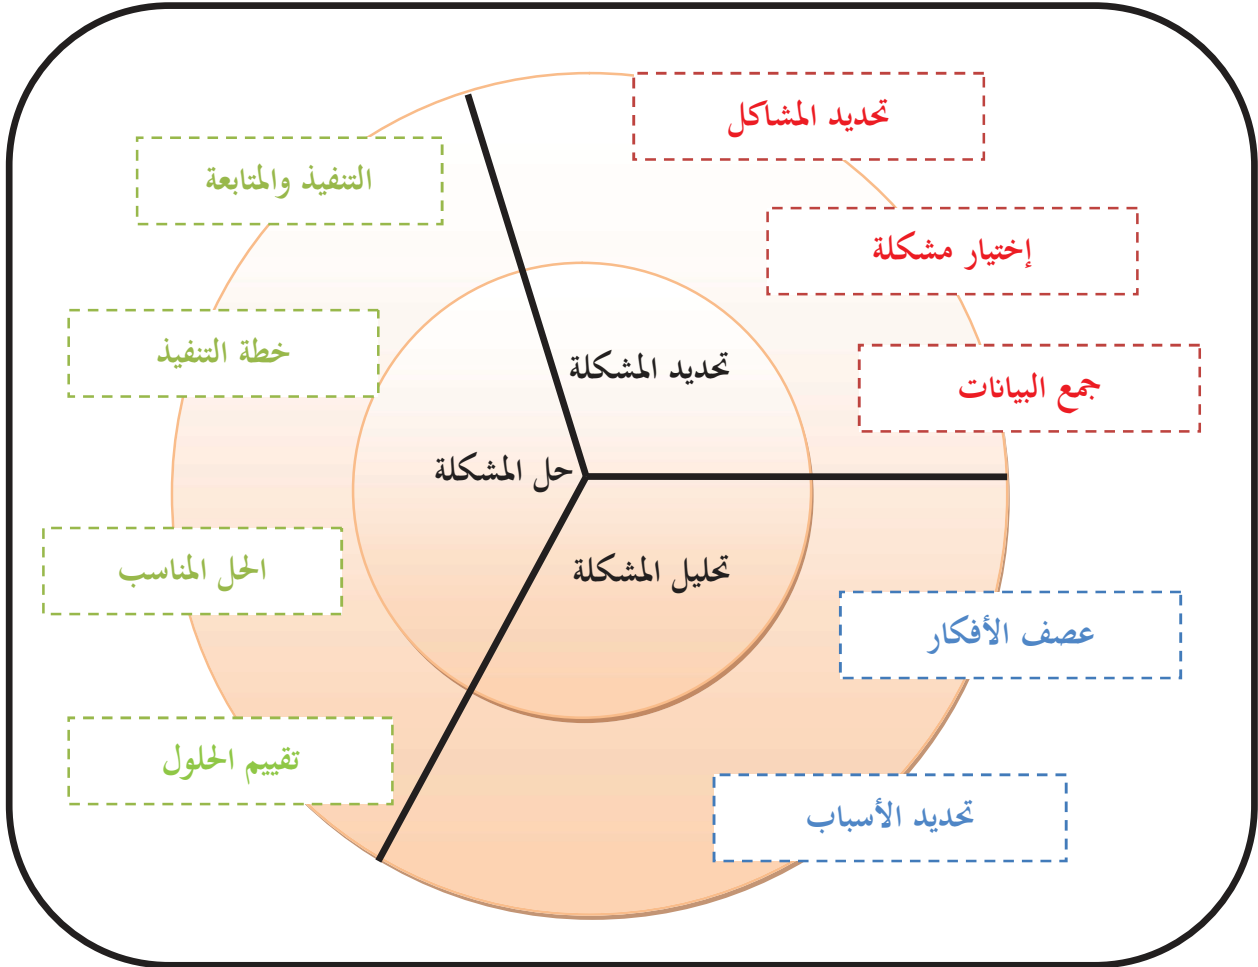 تحديد المشاكل
إختيار مشكلة
جمع البيانات
عصف الأفكار
تحديد الأسباب
تقييم الحلول
الحل المناسب
خطة التنفيذ
التنفيذ والمتابعة
تحديد المشكلة
تحليل المشكلة
حل المشكلة